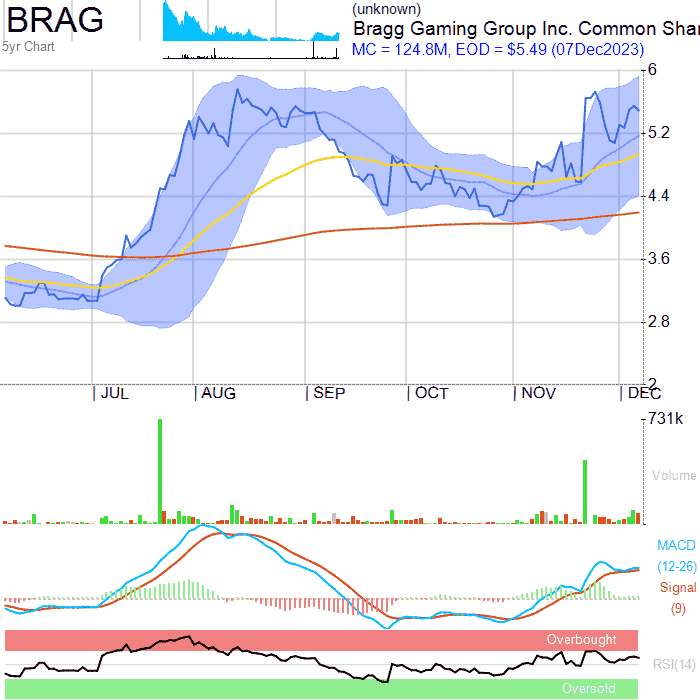 BRAG
5yr Chart
(unknown)
Bragg Gaming Group Inc. Common Shar
MC = 124.8M, EOD = $5.49 (07Dec2023)
6
5.2
4.4
3.6
2.8
2
JUL AUG SEP OCT NOV DEC
731k
Volume
MACD
(12-26)
Signal
(9)
Overbought
RSI(14)
Oversold